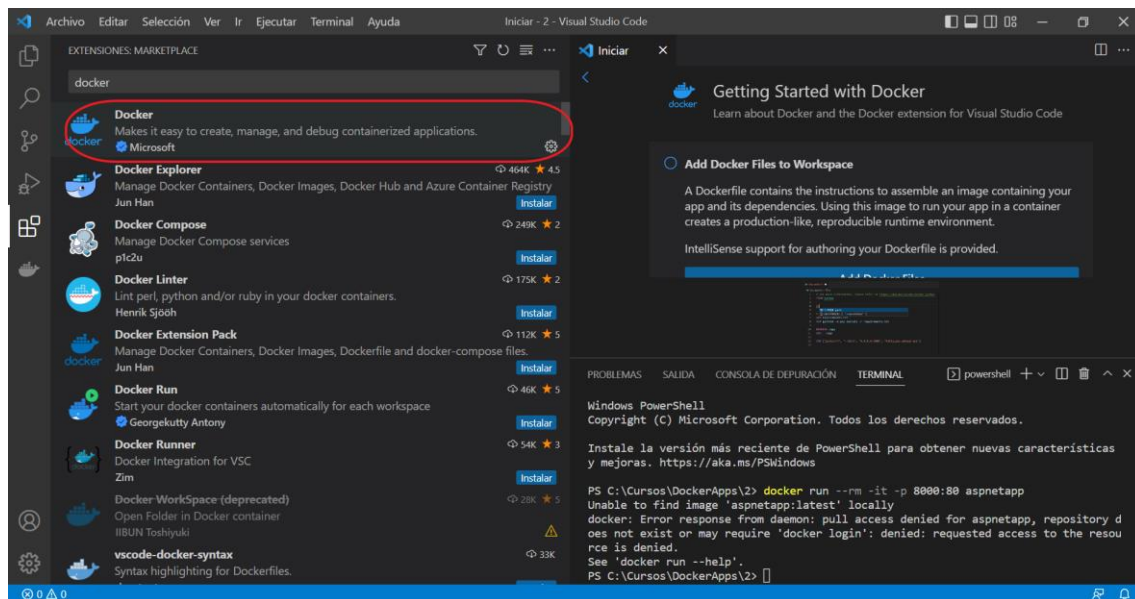 Archivo Editar Selección Ver Ir Ejecutar Terminal Ayuda
Iniciar - 2 - Visual Studio Code
EXTENSIONES: MARKETPLACE
docker
Docker
Makes it easy to create, manage, and debug containerized applications.
Microsoft
docker
Docker Explorer 464K 4.5
Manage Docker Containers, Docker Images, Docker Hub and Azure Container Registry
Jun Han Instalar
Docker Compose 249K 2
Manage Docker Compose services
p1c2u Instalar
Docker Linter 175K 2
Lint perl, python and/or ruby in your docker containers.
Henrik Sjööh Instalar
Docker Extension Pack 112K 5
Manage Docker Containers, Docker Images, Dockerfile and docker-compose files.
docker
Jun Han Instalar
Docker Run 46K 5
Start your docker containers automatically for each workspace
Georgekutty Antony Instalar
Docker Runner 54K 3
Docker Integration for VSC
Zim Instalar
Docker WorkSpace (deprecated) 28K 5
Open Folder in Docker container
IIBUN Toshiyuki
vscode-docker-syntax 33K
Syntax highlighting for Dockerfiles.
0 0
Iniciar
docker
Getting Started with Docker
Learn about Docker and the Docker extension for Visual Studio Code
Add Docker Files to Workspace
A Dockerfile contains the instructions to assemble an image containing your
app and its dependencies. Using this image to run your app in a container
creates a production-like, reproducible runtime environment.
IntelliSense support for authoring your Dockerfile is provided.
Add Docker Files
PROBLEMAS SALIDA CONSOLA DE DEPURACIÓN TERMINAL powershell
Windows PowerShell
Copyright (C) Microsoft Corporation. Todos los derechos reservados.
Instale la versión más reciente de PowerShell para obtener nuevas características
y mejoras. https://aka.ms/PSWindows
PS C:\Cursos\DockerApps\2> docker run --rm -it -p 8000:80 aspnetapp
Unable to find image 'aspnetapp:latest' locally
docker: Error response from daemon: pull access denied for aspnetapp, repository d
oes not exist or may require 'docker login': denied: requested access to the resou
rce is denied.
See 'docker run --help'.
PS C:\Cursos\DockerApps\2>